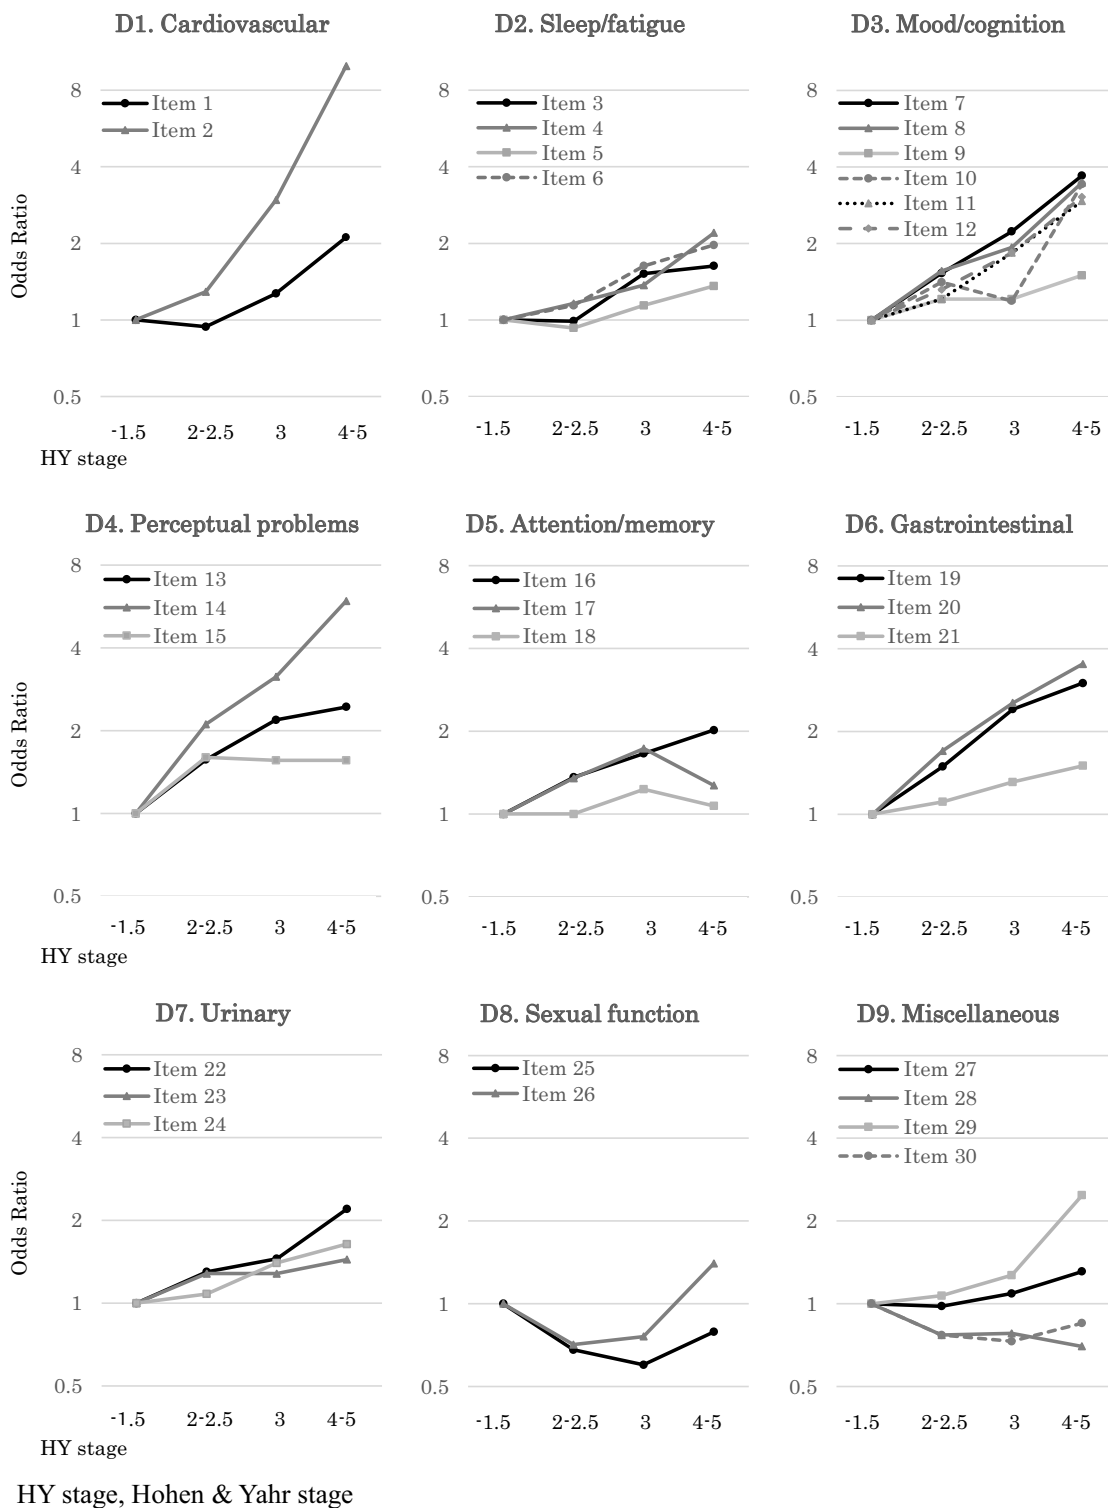 D1. Cardiovascular
D2. Sleep/fatigue
D3. Mood/cognition
Odds Ratio
8
4
2
1
0.5
Item 1
Item 2
-1.5
2-2.5
3
4-5
HY stage
8
4
2
1
0.5
Item 3
Item 4
Item 5
Item 6
-1.5
2-2.5
3
4-5
8
4
2
1
0.5
Item 7
Item 8
Item 9
Item 10
Item 11
Item 12
-1.5
2-2.5
3
4-5
D4. Perceptual problems
D5. Attention/memory
D6. Gastrointestinal
Odds Ratio
8
4
2
1
0.5
Item 13
Item 14
Item 15
-1.5
2-2.5
3
4-5
HY stage
8
4
2
1
0.5
Item 16
Item 17
Item 18
-1.5
2-2.5
3
4-5
8
4
2
1
0.5
Item 19
Item 20
Item 21
-1.5
2-2.5
3
4-5
D7. Urinary
D8. Sexual function
D9. Miscellaneous
Odds Ratio
8
4
2
1
0.5
Item 22
Item 23
Item 24
-1.5
2-2.5
3
4-5
HY stage
8
4
2
1
0.5
Item 25
Item 26
-1.5
2-2.5
3
4-5
8
4
2
1
0.5
Item 27
Item 28
Item 29
Item 30
-1.5
2-2.5
3
4-5
HY stage, Hohen & Yahr stage